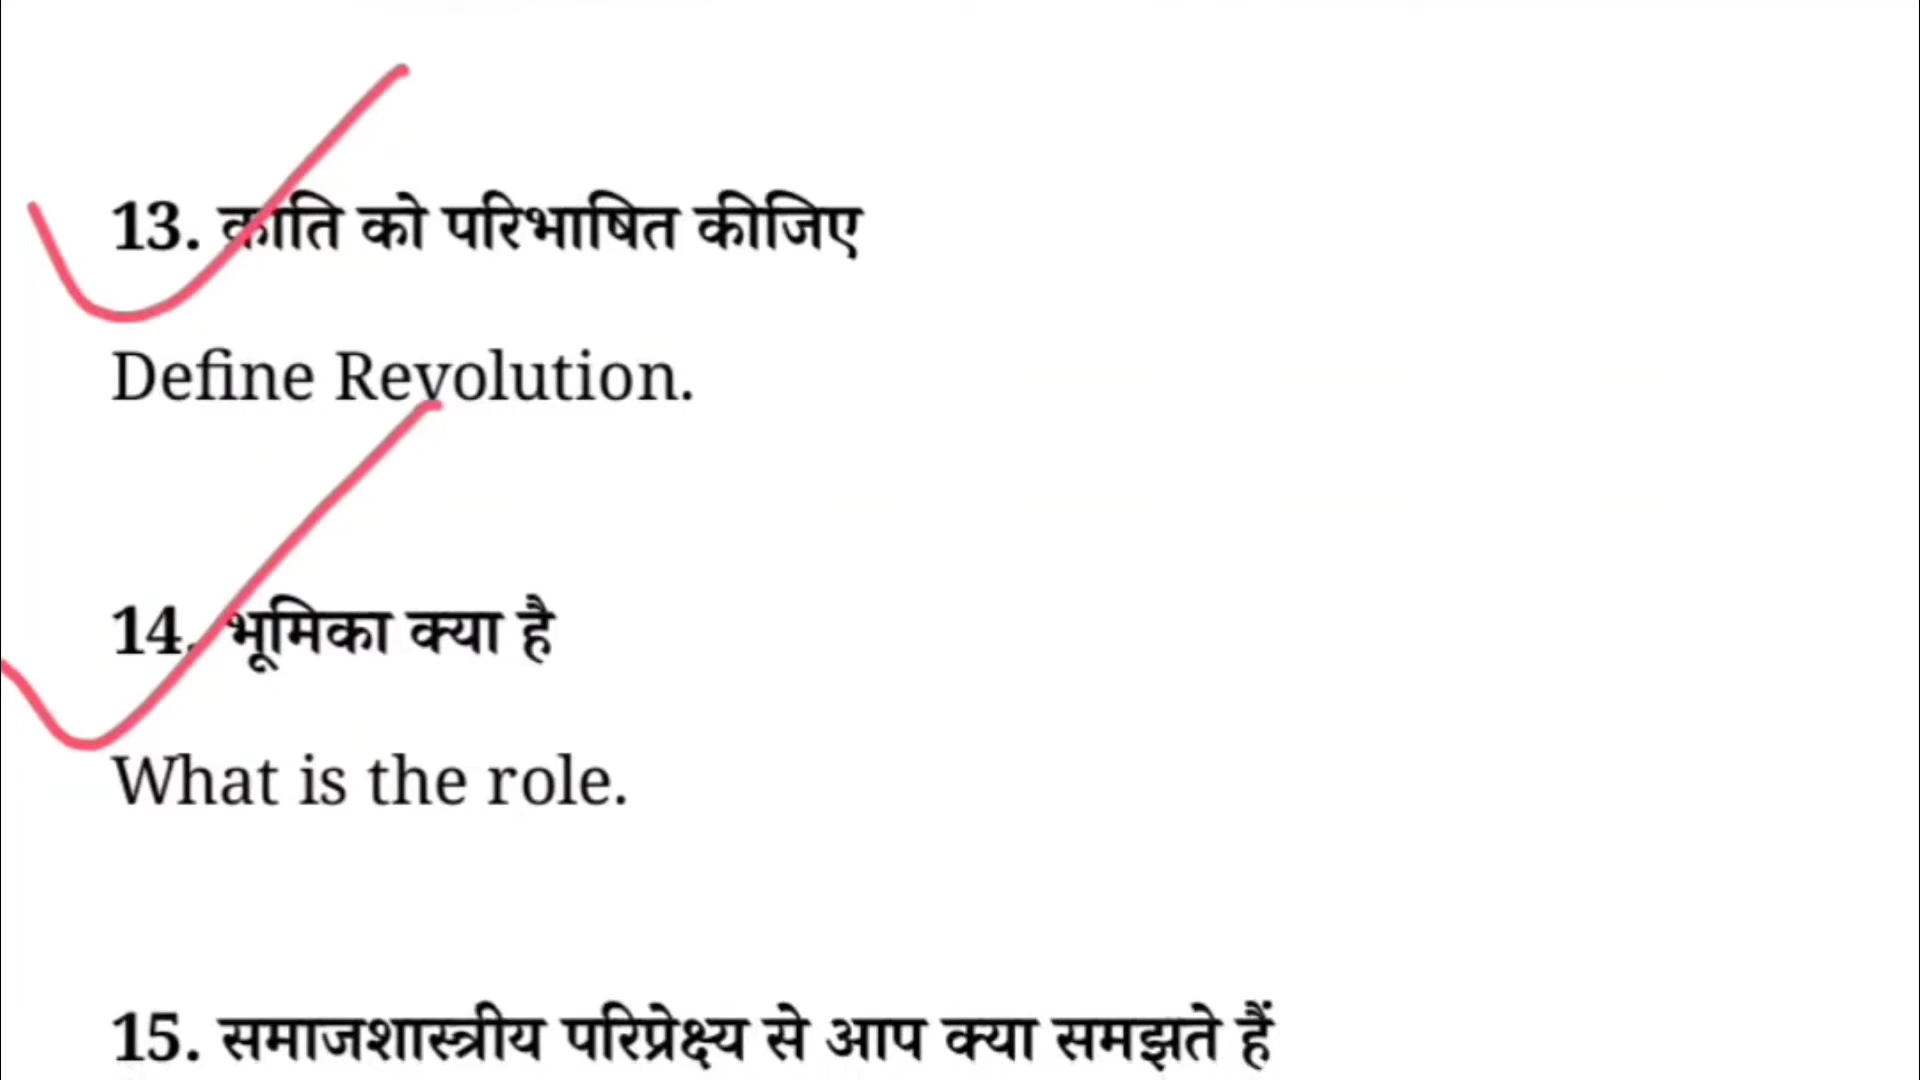 13. काति को परिभाषित कीजिए
Define Revolution.
14. भूमिका क्या है
What is the role.
15. समाजशास्त्रीय परिप्रेक्ष्य से आप क्या समझते हैं